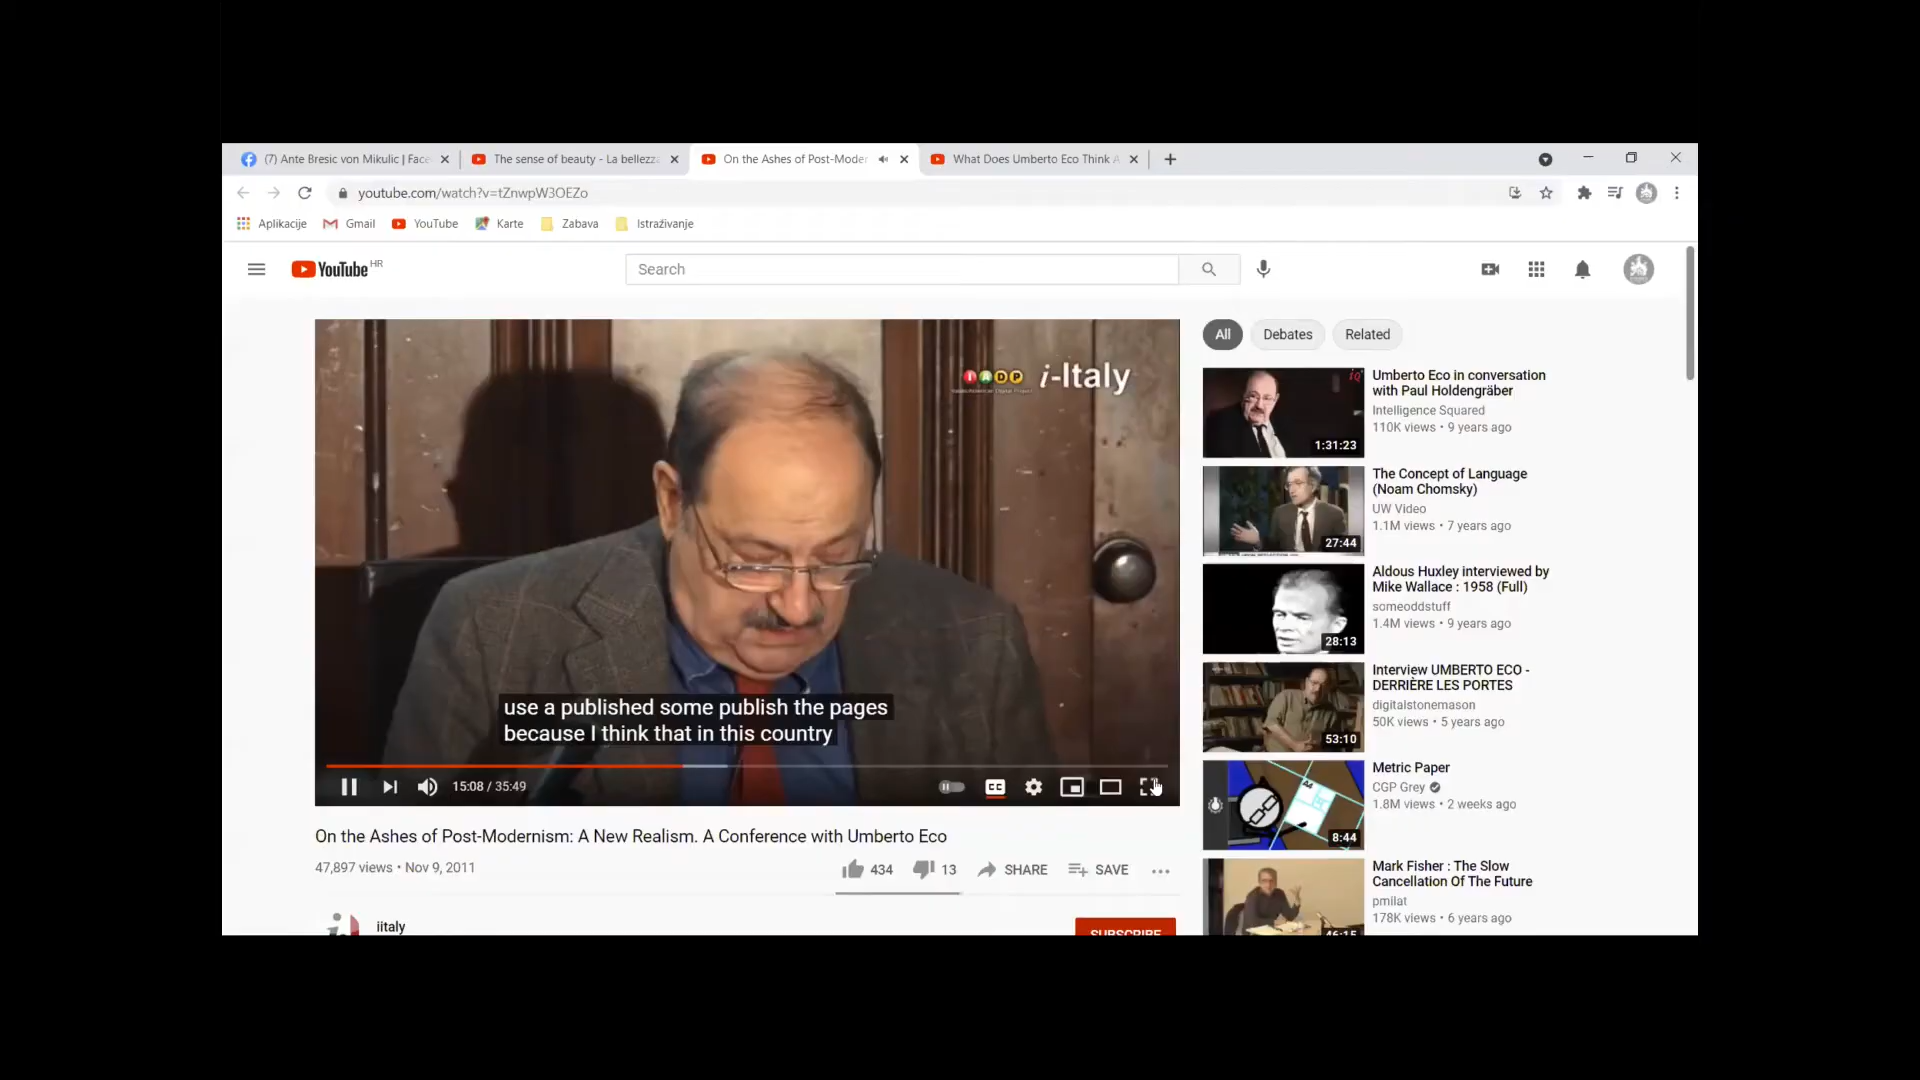 (7) Ante Bresic von Mikulic | Face
The sense of beauty - La bellezz
On the Ashes of Post-Moder
What Does Umberto Eco Think A
youtube.com/watch?v=tZnwpW3OEZo
Aplikacije Gmail YouTube Karte Zabava Istraživanje
YouTube HR
Search
i-Italy
IADP
use a published some publish the pages
because I think that in this country
15:08 / 35:49
CC
On the Ashes of Post-Modernism: A New Realism. A Conference with Umberto Eco
47,897 views • Nov 9, 2011
434 13 SHARE SAVE
iitaly
SUBSCRIBE
All Debates Related
Umberto Eco in conversation
with Paul Holdengräber
Intelligence Squared
110K views • 9 years ago
1:31:23
The Concept of Language
(Noam Chomsky)
UW Video
1.1M views • 7 years ago
27:44
Aldous Huxley interviewed by
Mike Wallace : 1958 (Full)
someoddstuff
1.4M views • 9 years ago
28:13
Interview UMBERTO ECO -
DERRIÈRE LES PORTES
digitalstonemason
50K views • 5 years ago
53:10
Metric Paper
CGP Grey
1.8M views • 2 weeks ago
8:44
Mark Fisher : The Slow
Cancellation Of The Future
pmilat
178K views • 6 years ago
46:15